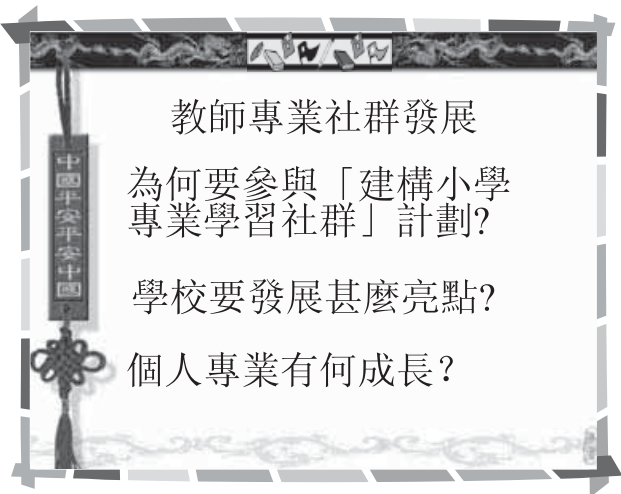 教師專業社群發展
為何要參與「建構小學
專業學習社群」計劃?
學校要發展甚麽亮點?
個人專業有何成長？
中國平安平安中國